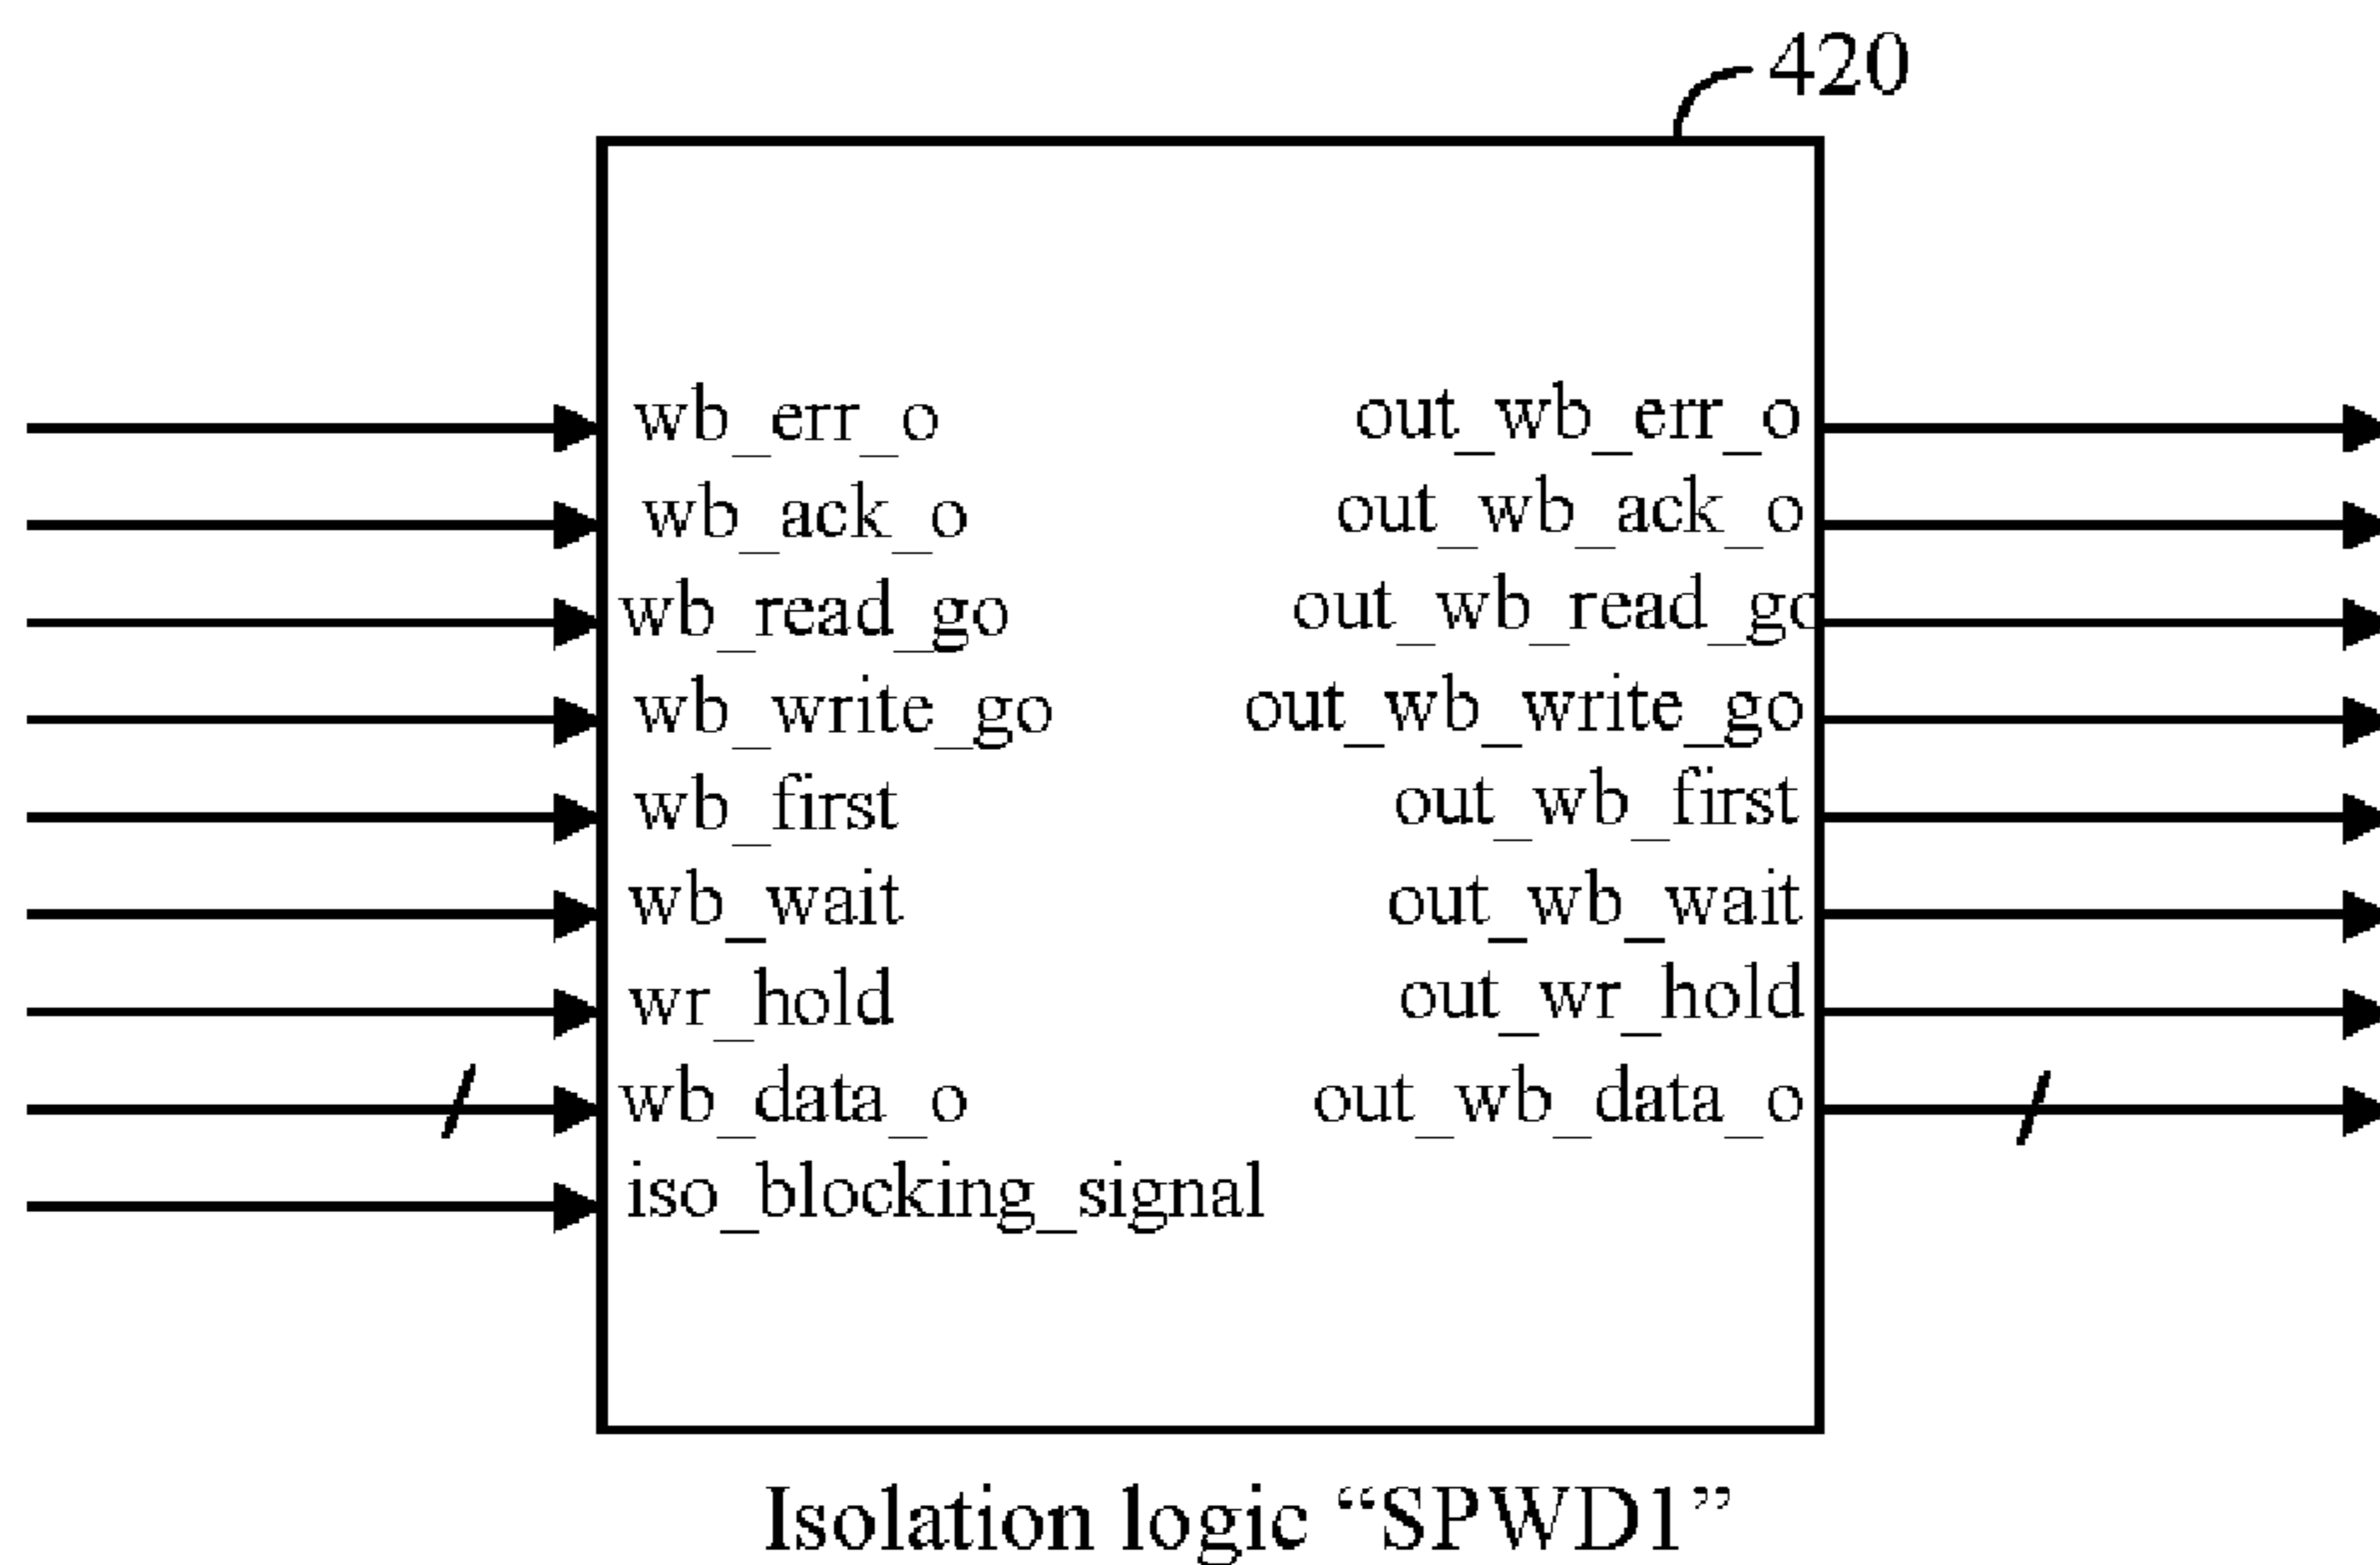 420
wb_err_o out_wb_err_o
wb_ack_o out_wb_ack_o
wb_read_go out_wb_read_go
wb_write_go out_wb_write_go
wb_first out_wb_first
wb_wait out_wb_wait
wr_hold out_wr_hold
wb_data_o out_wb_data_o
iso_blocking_signal
Isolation logic “SPWD1”